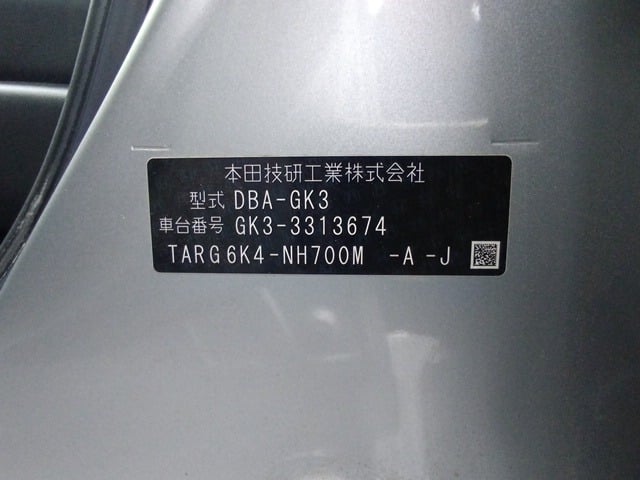 本田技研工業株式会社
型式 DBA-GK3
車台番号 GK3-3313674
TARG6K4-NH700M -A-J